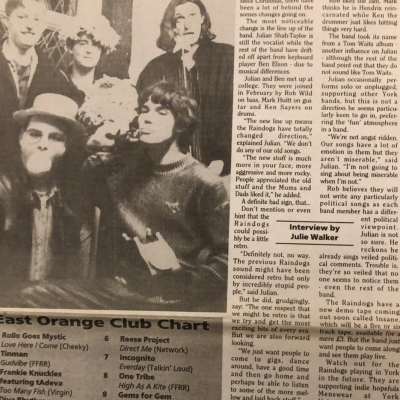 since Christmas, there have
been a lot of behind the
scenes changes going on.
The most noticeable
change is the line up of the
band. Julian Shah-Tayler is
still the vocalist while the
rest of the band have drift-
ed off apart from keyboard
player Ben Elson - due to
musical differences.
Julian and Ben met up at
college. They were joined
in February by Rob Wild
on bass, Mark Huitt on gui-
tar and Ken Sayers on
drums.
"The new line up means
the Raindogs have totally
changed direction,"
explained Julian, "We don't
do any of our old songs.
"The new stuff is much
more in your face, more
aggressive and more rocky.
People appreciated the old
stuff and the Mums and
Dads liked it," he added.
A definite bad sign, that..
Don't mention or even
hint that the
Raindogs
could possi-
bly be a little
retro.
"Definitely not, no way.
The previous Raindogs
sound might have been
considered retro but only
by incredibly stupid peo-
ple," said Julian.
But he did, grudgingly,
say: "The one respect that
we might be retro is that
we try and get the most
exciting bits of every era.
But we are also forward
looking.
"We just want people to
come to gigs, dance
around, have a good time
and then go home and
perhaps be able to listen
to some of the more mel-
low and laid back stuff."
Interview by
Julie Walker
Rob likes the Jam, Mark
thinks he is Hendrix rein-
carnated while Ken the
drummer just likes hitting
things very hard.
The band took its name
from a Tom Waits album -
another influence on Julian
- although the rest of the
band point out that they do
not sound like Tom Waits.
Julian occasionally per-
forms solo or unplugged,
supporting other York
bands, but this is not a
direction he seems particu-
larly keen to go in, prefer-
ring the 'fun' atmosphere
in a band.
"We're not angst ridden.
Our songs have a lot of
emotion in them but they
aren't miserable," said
Julian. "I'm not going to
sing about being miserable
when I'm not."
Rob believes they will
not write any particularly
political songs as each
band member has a differ-
ent political
viewpoint.
Julian is not
so sure. He
reckons he
already sings veiled politi-
cal comments. Trouble is,
they're so veiled that no
one seems to notice them
- even the rest of the
band.
The Raindogs have a
new demo tape coming
out soon called Insane,
which will be a five or six
track tape, available for a
mere £3. But the band just
want people to come along
and see them play live.
Watch out for the
Raindogs playing in York
in the future. They are
supporting indie hopefuls
Menswear at York
East Orange Club Chart
Rollo Goes Mystic
Love Here I Come (Cheeky)
Tinman
Gudvibe (FFRR)
Frankie Knuckles
featuring tAdeva
Too Many Fish (Virgin)
6 Reese Project
Direct Me (Network)
7 Incognito
Everday (Talkin' Loud)
8 One Tribe
High As A Kite (FFRR)
9 Gems for Gem